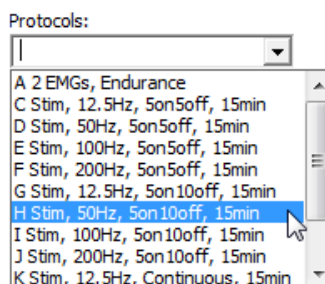 Protocols:
A 2 EMGs, Endurance
C Stim, 12.5Hz, 5on5off, 15min
D Stim, 50Hz, 5on5off, 15min
E Stim, 100Hz, 5on5off, 15min
F Stim, 200Hz, 5on5off, 15min
G Stim, 12.5Hz, 5on10off, 15min
H Stim, 50Hz, 5on10off, 15min
I Stim, 100Hz, 5on10off, 15min
J Stim, 200Hz, 5on10off, 15min
K Stim, 12.5Hz, Continuous, 15min